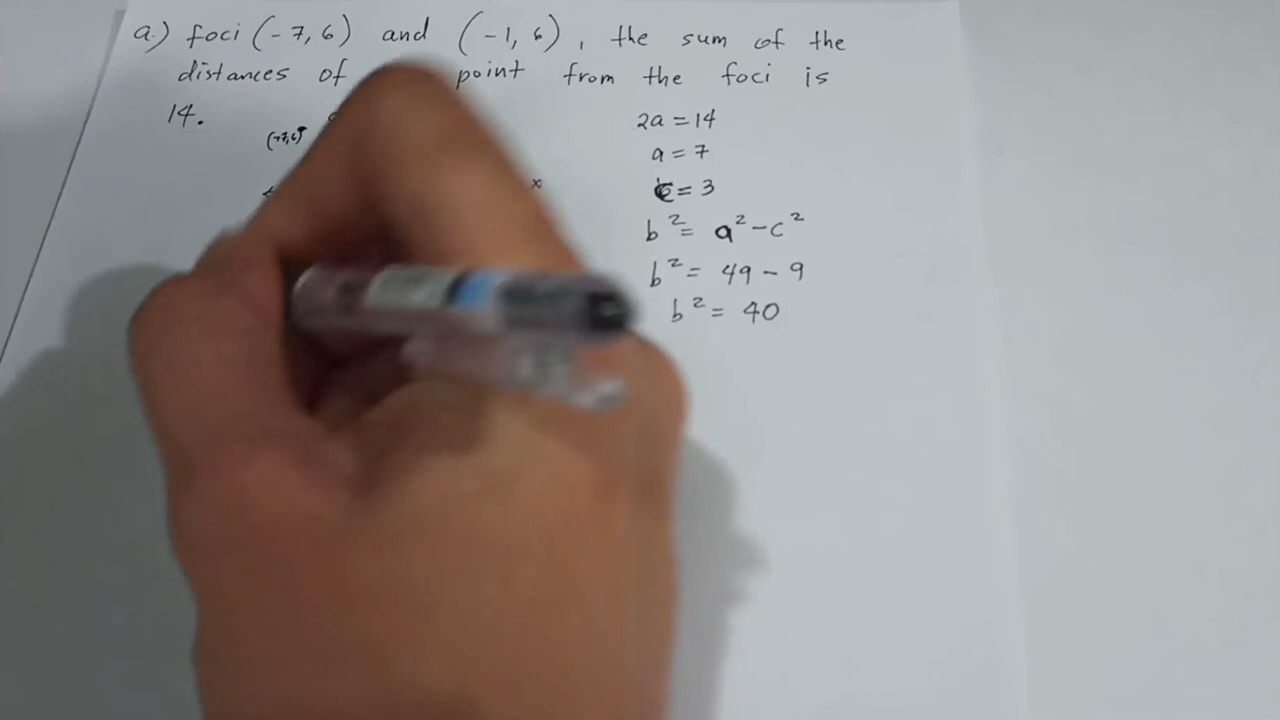 a.) foci (-7, 6) and (-1, 6), the sum of the
distances of point from the foci is
14.
(-7,6)
x
2a = 14
a = 7
c = 3
b² = a² - c²
b² = 49 - 9
b² = 40